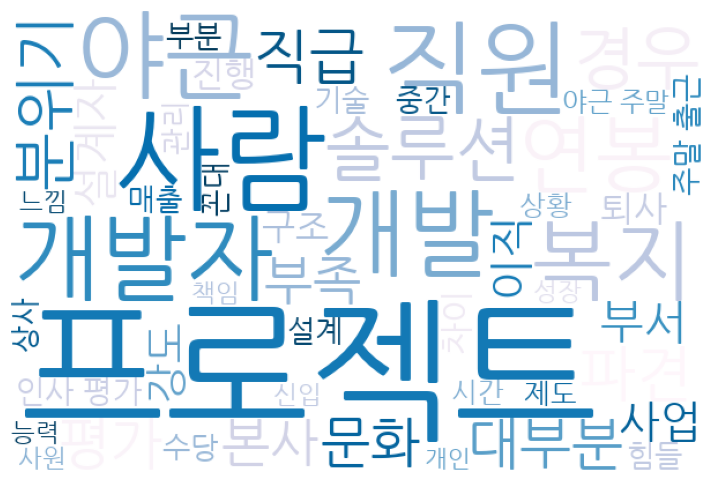 야근
부분
직급
직원
경우
분위기
설계자
진행
관리
기술
중간
야근 주말
주말 출근
사람
솔루션
연봉
느낌
매출
꼰대
구조
개발
상황
퇴사
개발자
부족
이직
복지
책임
성장
상사
프로젝트
강도
설계
차이
부서
파견
인사 평가
신입
시간
제도
사업
능력
평가
수당
본사
문화
대부분
사원
개인
힘들